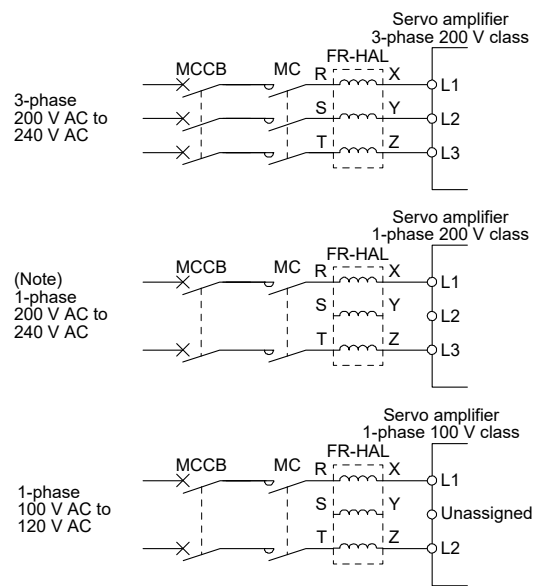 Servo amplifier
3-phase 200 V class
FR-HAL
MCCB
MC
R
X
L1
S
Y
L2
T
Z
L3
3-phase
200 V AC to
240 V AC
Servo amplifier
1-phase 200 V class
FR-HAL
MCCB
MC
R
X
L1
S
Y
L2
T
Z
L3
(Note)
1-phase
200 V AC to
240 V AC
Servo amplifier
1-phase 100 V class
FR-HAL
MCCB
MC
R
X
L1
S
Y
Unassigned
T
Z
L2
1-phase
100 V AC to
120 V AC